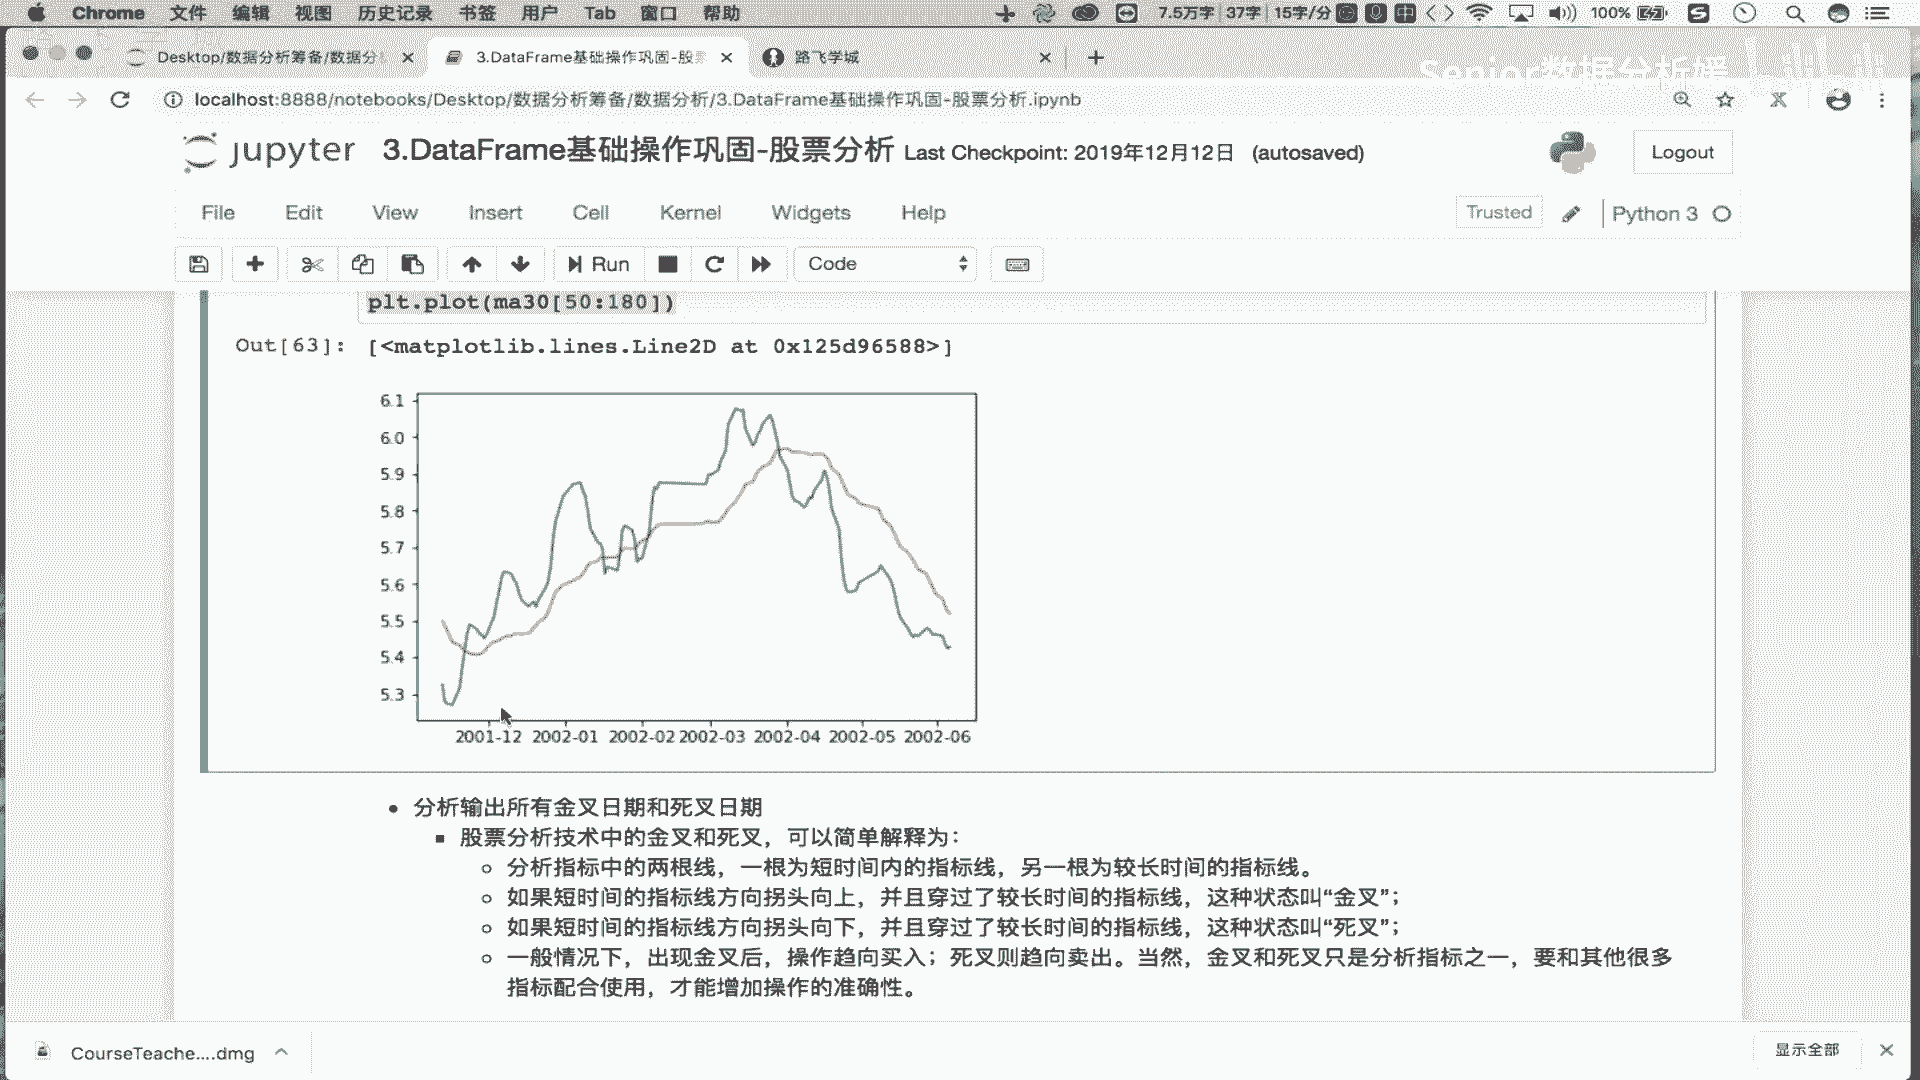 Chrome 文件 编辑 视图 历史记录 书签 用户 Tab 窗口 帮助 7.5万字 37字 15字/分 中 100%
Desktop/数据分析筹备/数据分 3.DataFrame基础操作巩固-股票 路飞学城
Senior数据分析媛
localhost:8888/notebooks/Desktop/数据分析筹备/数据分析/3.DataFrame基础操作巩固-股票分析.ipynb
jupyter 3.DataFrame基础操作巩固-股票分析 Last Checkpoint: 2019年12月12日 (autosaved)
Logout
File Edit View Insert Cell Kernel Widgets Help
Trusted Python 3
Run Code
plt.plot(ma30[50:180])
Out[63]: [<matplotlib.lines.Line2D at 0x125d96588>]
6.1
6.0
5.9
5.8
5.7
5.6
5.5
5.4
5.3
2001-12 2002-01 2002-02 2002-03 2002-04 2002-05 2002-06
分析输出所有金叉日期和死叉日期
股票分析技术中的金叉和死叉，可以简单解释为：
分析指标中的两根线，一根为短时间内的指标线，另一根为较长时间的指标线。
如果短时间的指标线方向拐头向上，并且穿过了较长时间的指标线，这种状态叫“金叉”；
如果短时间的指标线方向拐头向下，并且穿过了较长时间的指标线，这种状态叫“死叉”；
一般情况下，出现金叉后，操作趋向买入；死叉则趋向卖出。当然，金叉和死叉只是分析指标之一，要和其他很多
指标配合使用，才能增加操作的准确性。
CourseTeache....dmg
显示全部